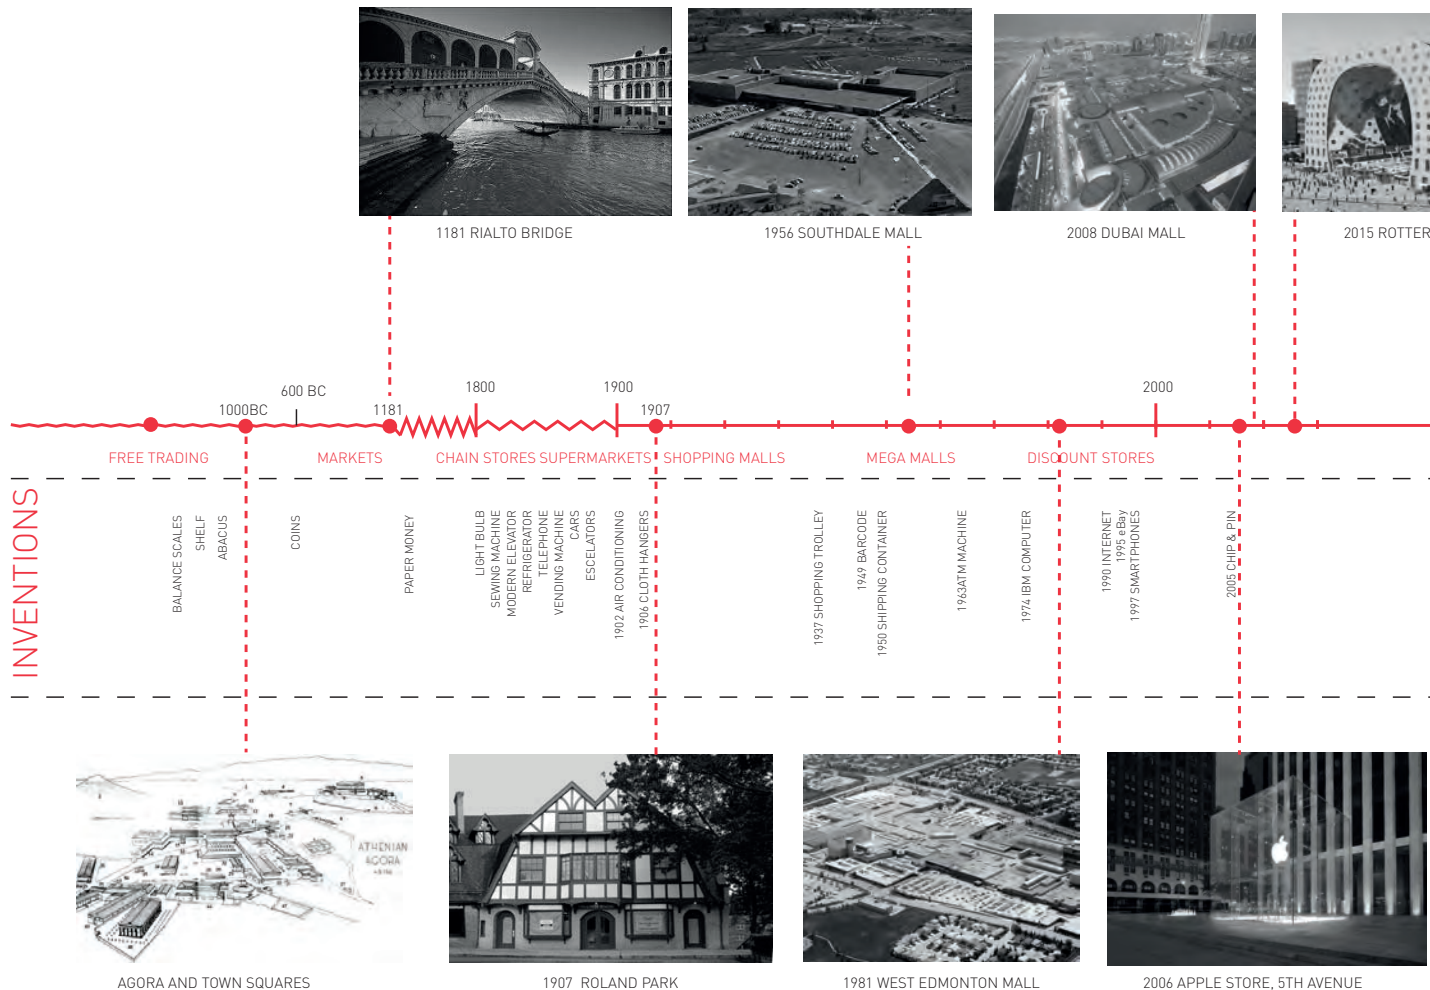 1181 RIALTO BRIDGE
1956 SOUTHDALE MALL
2008 DUBAI MALL
2015 ROTTER
1000BC
600 BC
1181
1800
1900
1907
2000
FREE TRADING
MARKETS
CHAIN STORES
SUPERMARKETS
SHOPPING MALLS
MEGA MALLS
DISCOUNT STORES
INVENTIONS
BALANCE SCALES
SHELF
ABACUS
COINS
PAPER MONEY
LIGHT BULB
SEWING MACHINE
MODERN ELEVATOR
REFRIGERATOR
TELEPHONE
VENDING MACHINE
CARS
ESCELATORS
1902 AIR CONDITIONING
1906 CLOTH HANGERS
1937 SHOPPING TROLLEY
1949 BARCODE
1950 SHIPPING CONTAINER
1963ATM MACHINE
1974 IBM COMPUTER
1990 INTERNET
1995 eBay
1997 SMARTPHONES
2005 CHIP & PIN
ATHENIAN
AGORA
AGORA AND TOWN SQUARES
1907 ROLAND PARK
1981 WEST EDMONTON MALL
2006 APPLE STORE, 5TH AVENUE